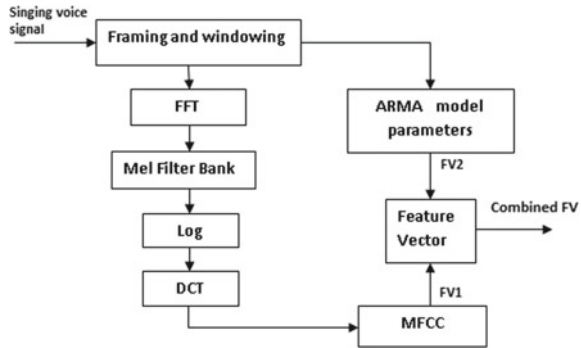 Singing voice
signal
Framing and windowing
FFT
ARMA model
parameters
Mel Filter Bank
FV2
Log
Feature
Vector
Combined FV
DCT
FV1
MFCC